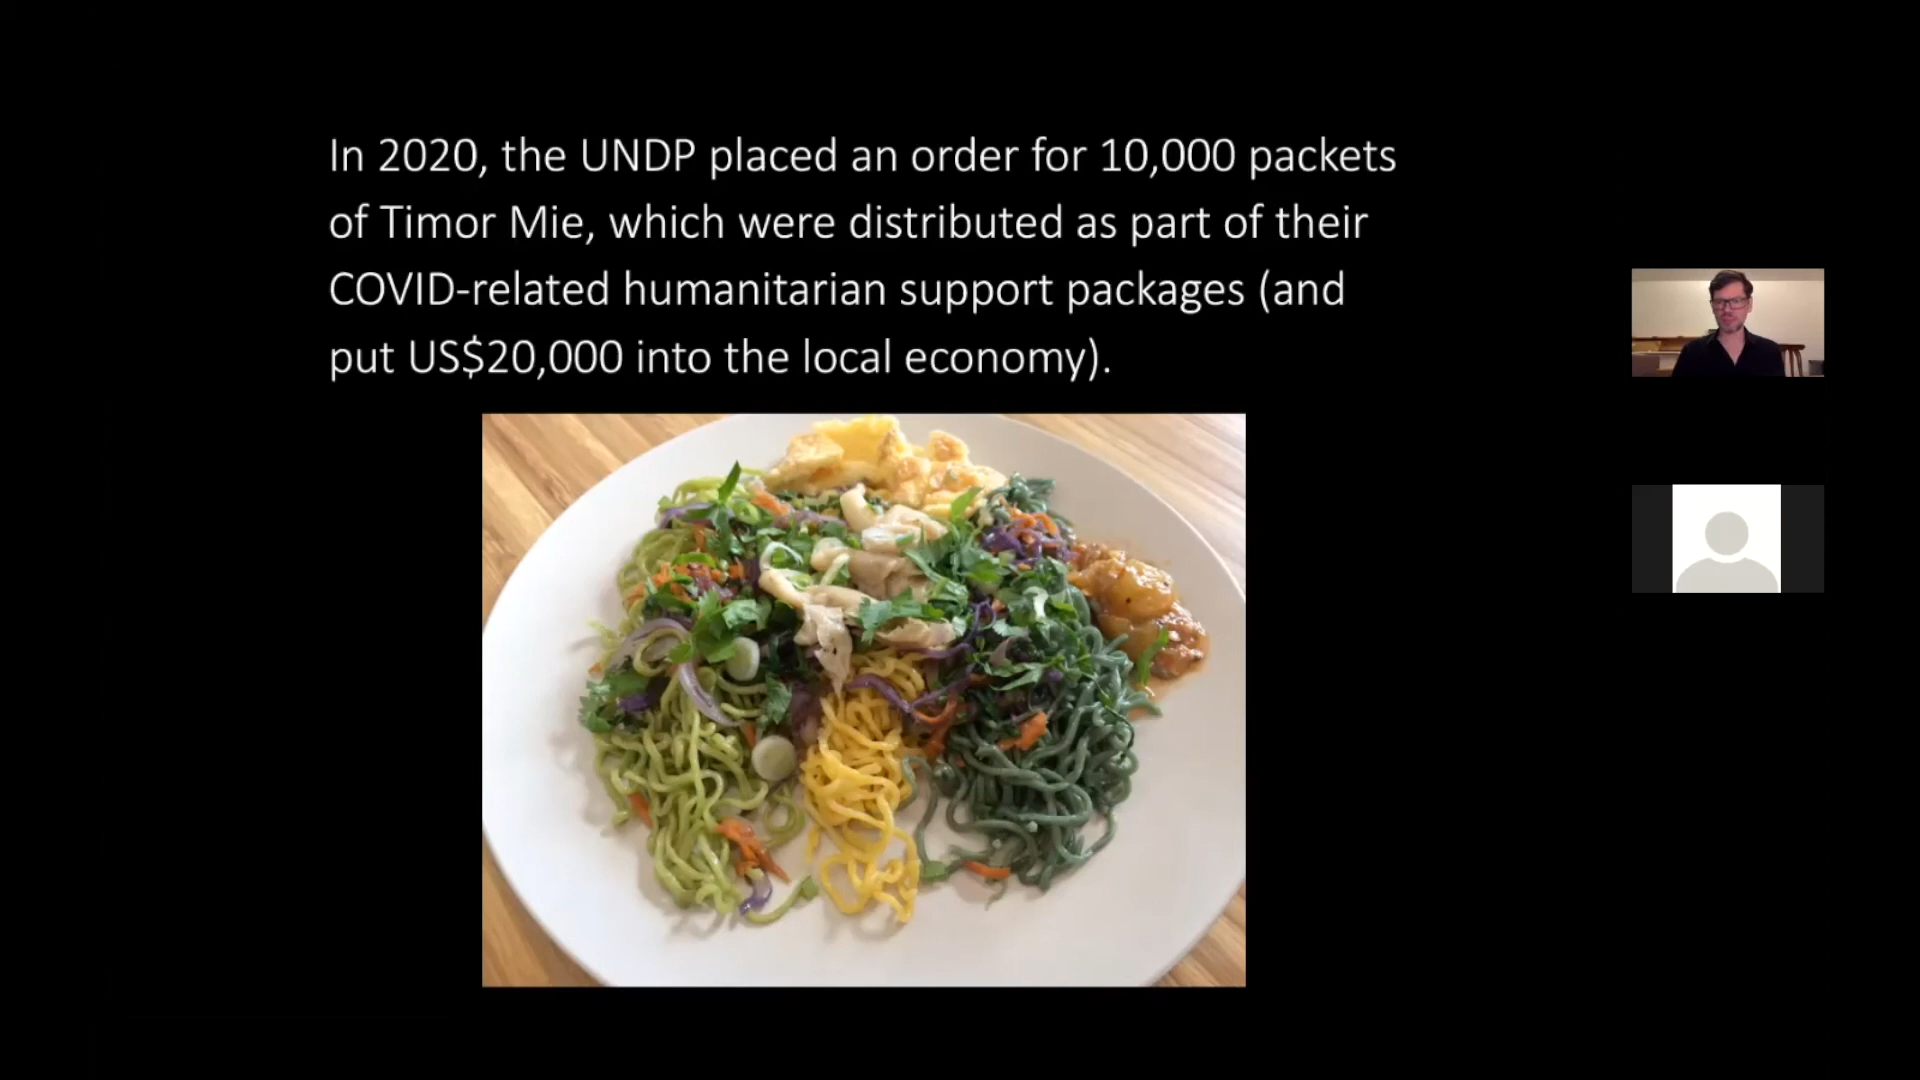 In 2020, the UNDP placed an order for 10,000 packets
of Timor Mie, which were distributed as part of their
COVID-related humanitarian support packages (and
put US$20,000 into the local economy).